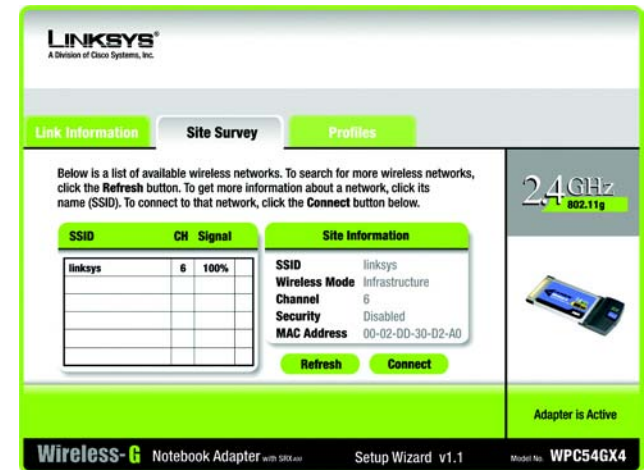 LINKSYS®
A Division of Cisco Systems, Inc.
Link Information Site Survey Profiles
Below is a list of available wireless networks. To search for more wireless networks,
click the Refresh button. To get more information about a network, click its
name (SSID). To connect to that network, click the Connect button below.
2.4 GHz
802.11g
SSID CH Signal
linksys 6 100%
Site Information
SSID linksys
Wireless Mode Infrastructure
Channel 6
Security Disabled
MAC Address 00-02-DD-30-D2-A0
Refresh Connect
Adapter is Active
Wireless-G Notebook Adapter with SRX400 Setup Wizard v1.1 Model No. WPC54GX4